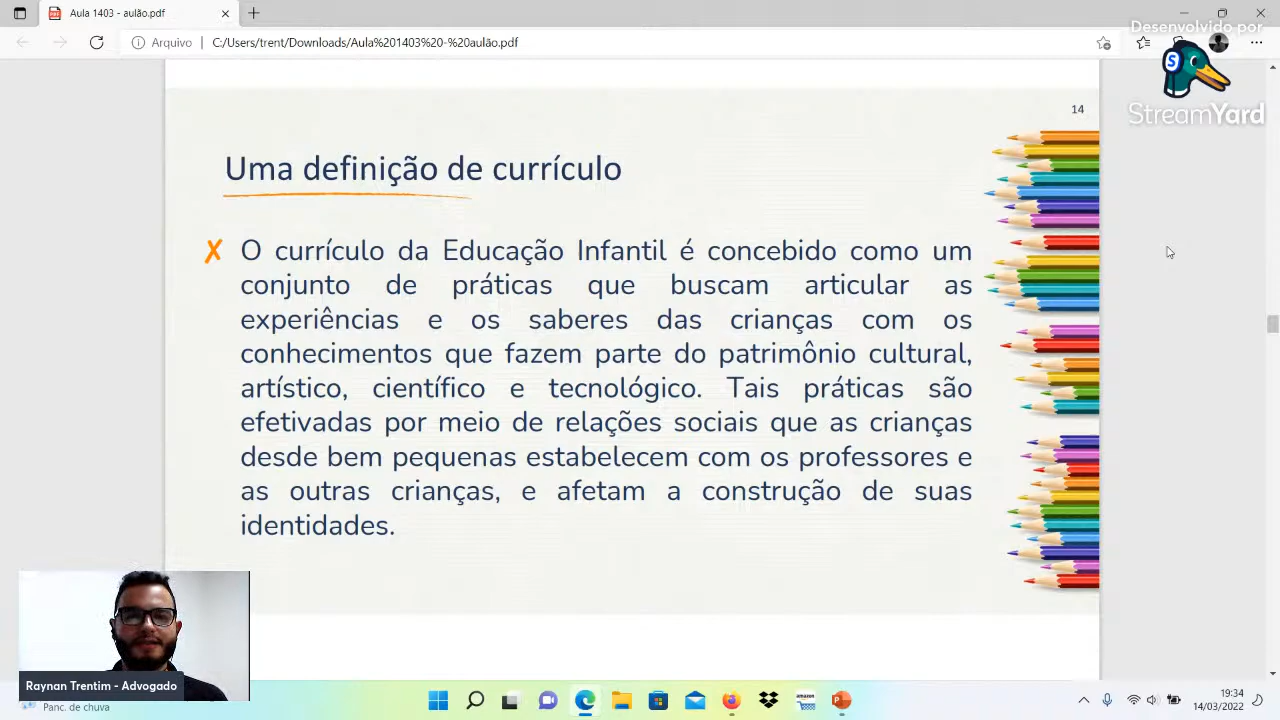 Aula 1403 - aulão.pdf
Desenvolvido por
Arquivo
C:/Users/trent/Downloads/Aula%201403%20-%20aulão.pdf
StreamYard
14
Uma definição de currículo
✗ O currículo da Educação Infantil é concebido como um
conjunto de práticas que buscam articular as
experiências e os saberes das crianças com os
conhecimentos que fazem parte do patrimônio cultural,
artístico, científico e tecnológico. Tais práticas são
efetivadas por meio de relações sociais que as crianças
desde bem pequenas estabelecem com os professores e
as outras crianças, e afetam a construção de suas
identidades.
Raynan Trentim - Advogado
Panc. de chuva
amazon
19:34
14/03/2022